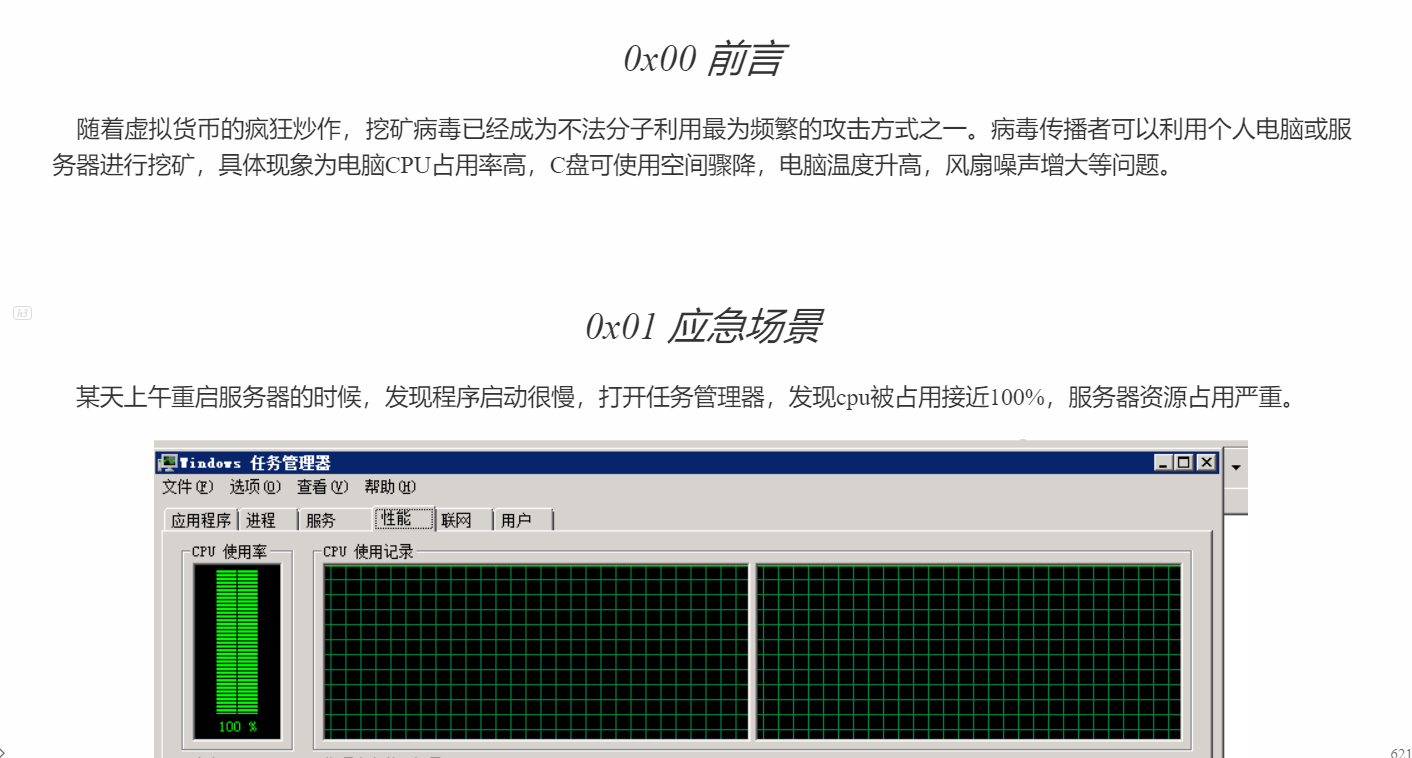 0x00 前言
随着虚拟货币的疯狂炒作，挖矿病毒已经成为不法分子利用最为频繁的攻击方式之一。病毒传播者可以利用个人电脑或服
务器进行挖矿，具体现象为电脑CPU占用率高，C盘可使用空间骤降，电脑温度升高，风扇噪声增大等问题。
h3
0x01 应急场景
某天上午重启服务器的时候，发现程序启动很慢，打开任务管理器，发现cpu被占用接近100%，服务器资源占用严重。
Windows 任务管理器
文件(F) 选项(O) 查看(V) 帮助(H)
应用程序 进程 服务 性能 联网 用户
CPU 使用率 CPU 使用记录
100 %
621